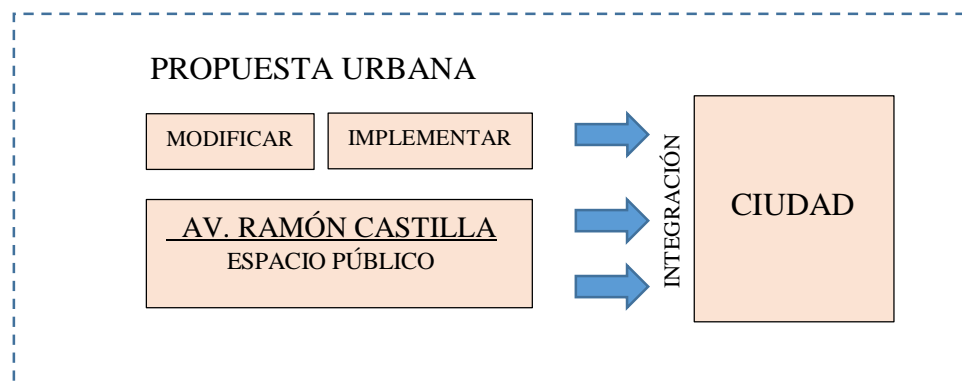 PROPUESTA URBANA
MODIFICAR
IMPLEMENTAR
AV. RAMÓN CASTILLA
ESPACIO PÚBLICO
INTEGRACIÓN
CIUDAD